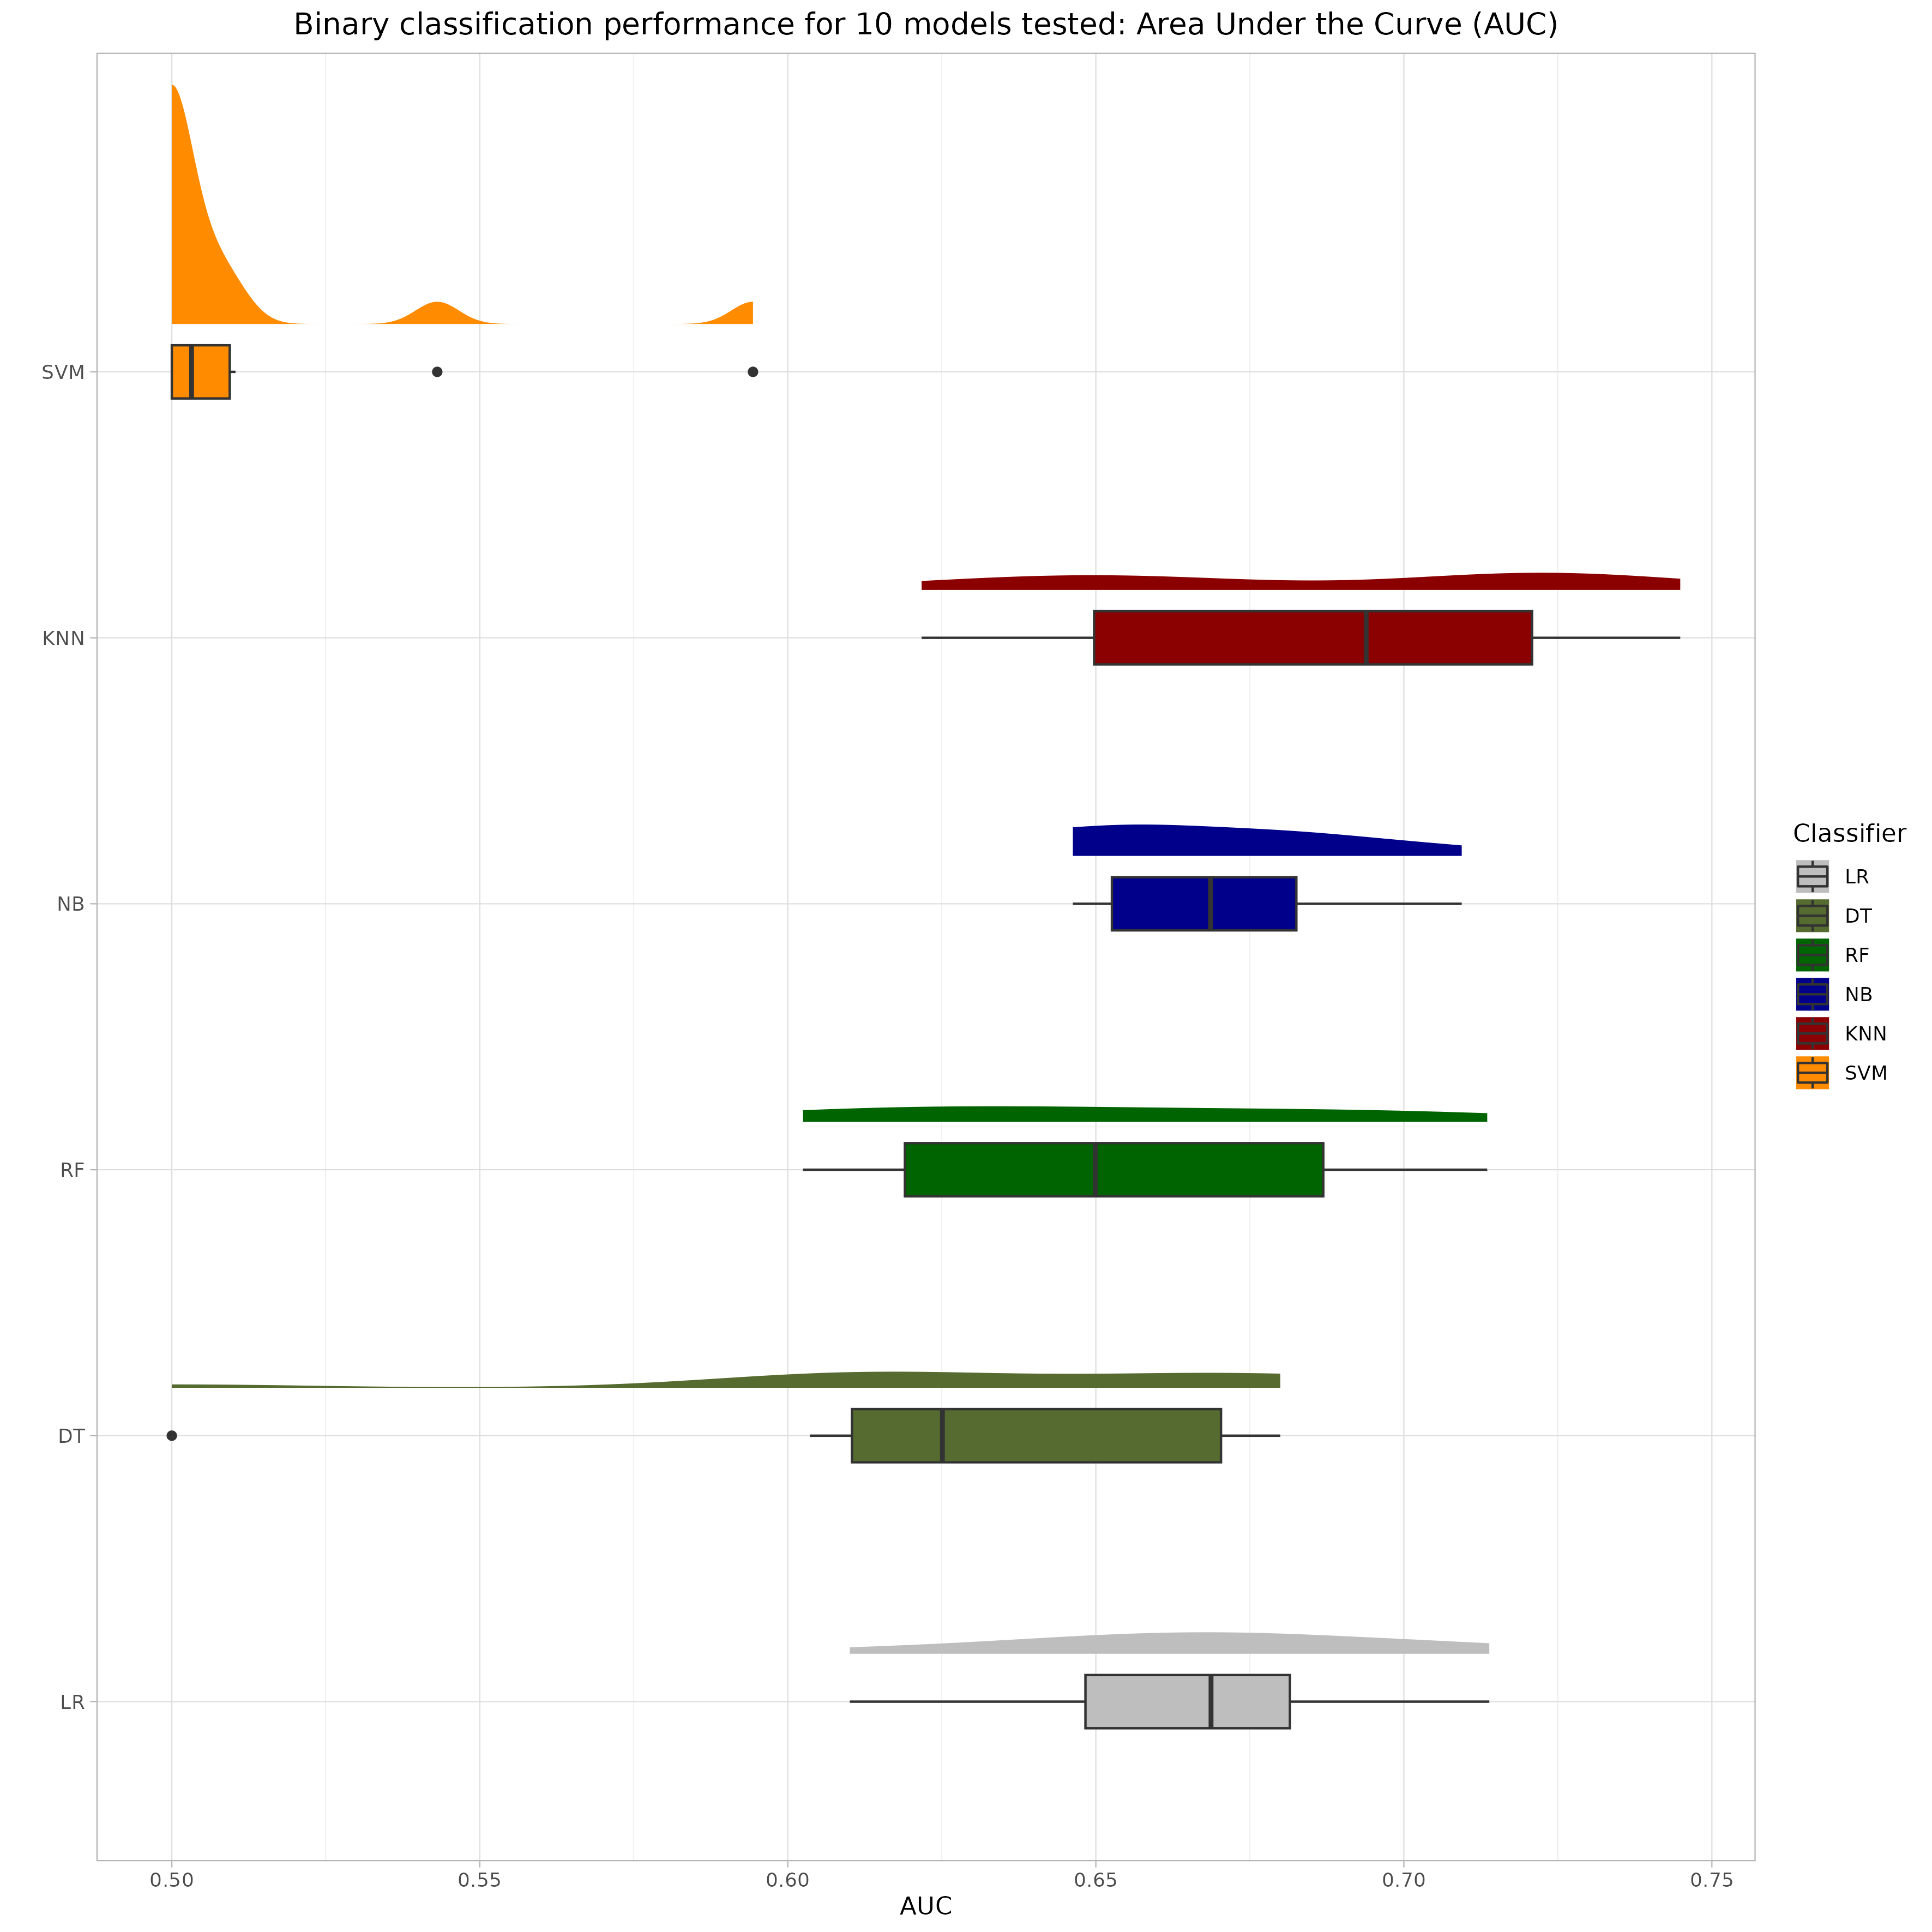 Binary classification performance for 10 models tested: Area Under the Curve (AUC)
SVM
KNN
NB
RF
DT
LR
0.50
0.55
0.60
0.65
0.70
0.75
AUC
Classifier
LR
DT
RF
NB
KNN
SVM